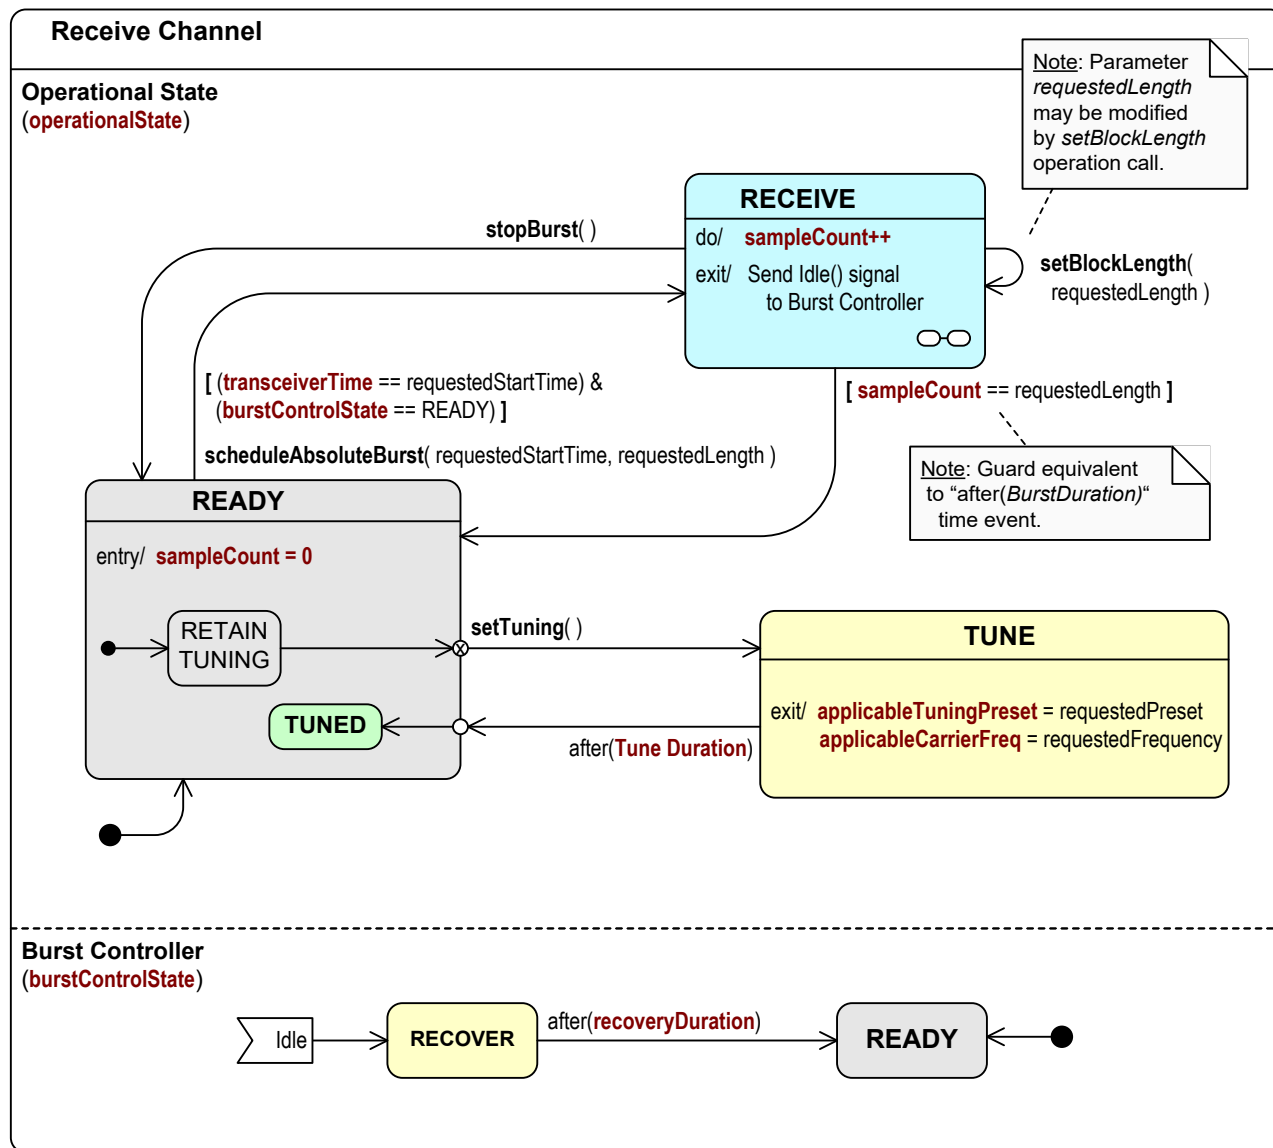 Receive Channel
Operational State
(operationalState)
Note: Parameter
requestedLength
may be modified
by setBlockLength
operation call.
RECEIVE
do/ sampleCount++
exit/ Send Idle() signal
to Burst Controller
stopBurst( )
setBlockLength(
requestedLength )
[ (transceiverTime == requestedStartTime) &
(burstControlState == READY) ]
scheduleAbsoluteBurst( requestedStartTime, requestedLength )
[ sampleCount == requestedLength ]
Note: Guard equivalent
to “after(BurstDuration)“
time event.
READY
entry/ sampleCount = 0
RETAIN
TUNING
setTuning( )
TUNED
after(Tune Duration)
TUNE
exit/ applicableTuningPreset = requestedPreset
applicableCarrierFreq = requestedFrequency
Burst Controller
(burstControlState)
Idle
RECOVER
after(recoveryDuration)
READY